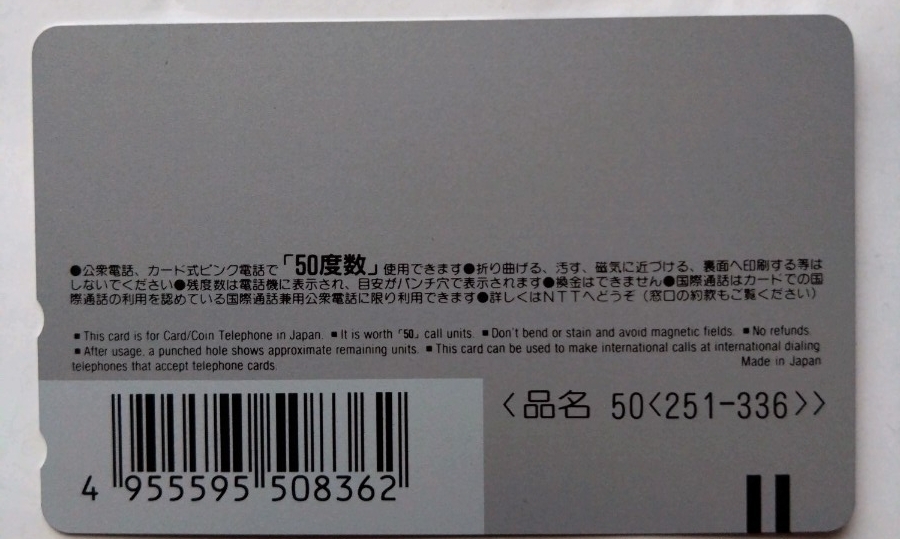 ●公衆電話、カード式ピンク電話で「50度数」使用できます●折り曲げる、汚す、磁気に近づける、裏面へ印刷する等は
しないでください●残度数は電話機に表示され、目安がパンチ穴で表示されます●換金はできません●国際通話はカードでの国
際通話の利用を認めている国際通話兼用公衆電話に限り利用できます●詳しくはNTTへどうぞ(窓口の約款もご覧ください)
■ This card is for Card/Coin Telephone in Japan. ■ It is worth「50」call units. ■ Don't bend or stain and avoid magnetic fields. ■ No refunds.
■ After usage, a punched hole shows approximate remaining units. ■ This card can be used to make international calls at international dialing
telephones that accept telephone cards. Made in Japan
〈品名 50〈251-336〉〉
4 955595 508362